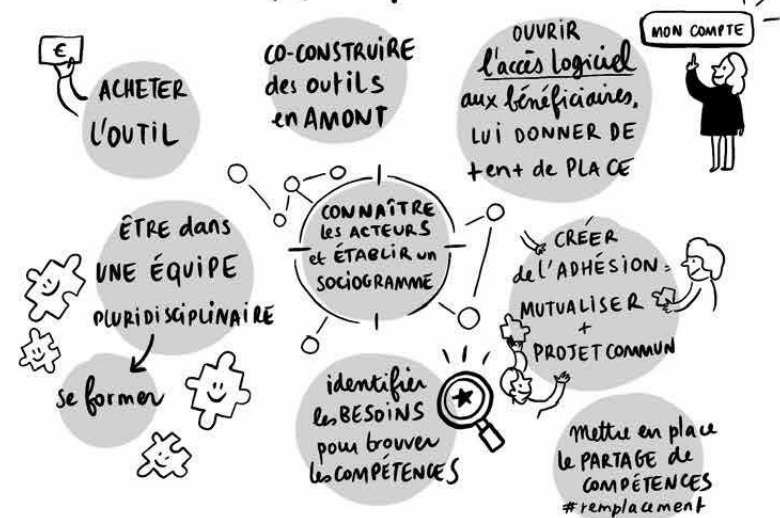 €
ACHETER
L'OUTIL
CO-CONSTRUIRE
des outils
en AMONT
OUVRIR
l'accès logiciel
aux bénéficiaires,
LUI DONNER DE
+ en + de PLACE
MON COMPTE
ÊTRE dans
UNE ÉQUIPE
PLURIDISCIPLINAIRE
se former
CONNAÎTRE
les ACTEURS
et ÉTABLIR un
SOCIOGRAMME
CRÉER
de l'ADHÉSION =
MUTUALISER
+
PROJET COMMUN
identifier
les BESOINS
pour trouver
les COMPÉTENCES
Mettre en place
le PARTAGE de
COMPÉTENCES
#remplacement